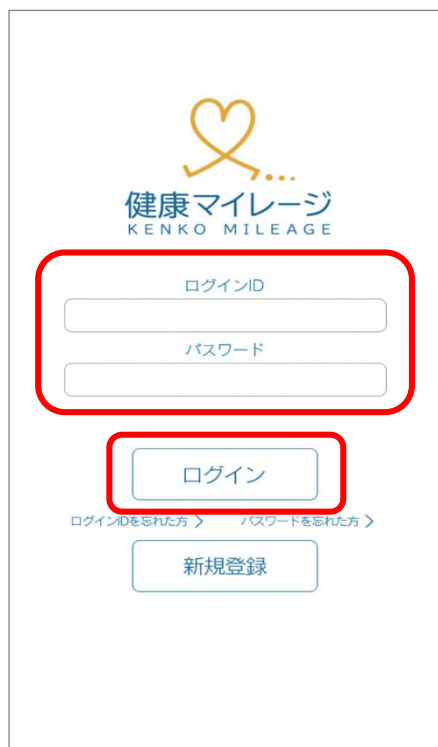 健康マイレージ
KENKO MILEAGE
ログインID
パスワード
ログイン
ログインIDを忘れた方 パスワードを忘れた方
新規登録